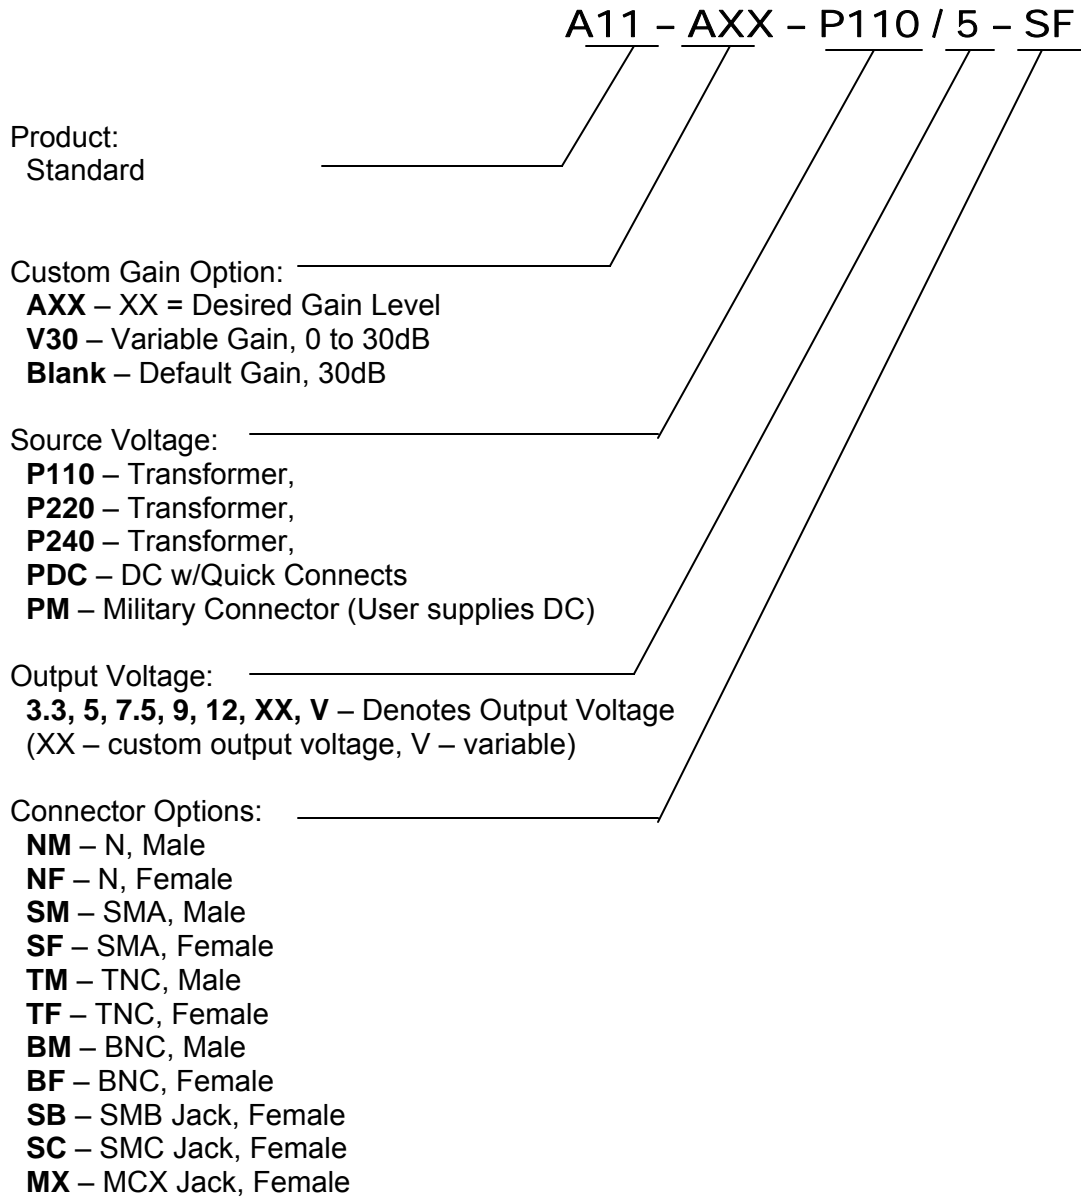 A11 – AXX – P110 / 5 – SF
Product:
Standard
Custom Gain Option:
AXX – XX = Desired Gain Level
V30 – Variable Gain, 0 to 30dB
Blank – Default Gain, 30dB
Source Voltage:
P110 – Transformer,
P220 – Transformer,
P240 – Transformer,
PDC – DC w/Quick Connects
PM – Military Connector (User supplies DC)
Output Voltage:
3.3, 5, 7.5, 9, 12, XX, V – Denotes Output Voltage
(XX – custom output voltage, V – variable)
Connector Options:
NM – N, Male
NF – N, Female
SM – SMA, Male
SF – SMA, Female
TM – TNC, Male
TF – TNC, Female
BM – BNC, Male
BF – BNC, Female
SB – SMB Jack, Female
SC – SMC Jack, Female
MX – MCX Jack, Female